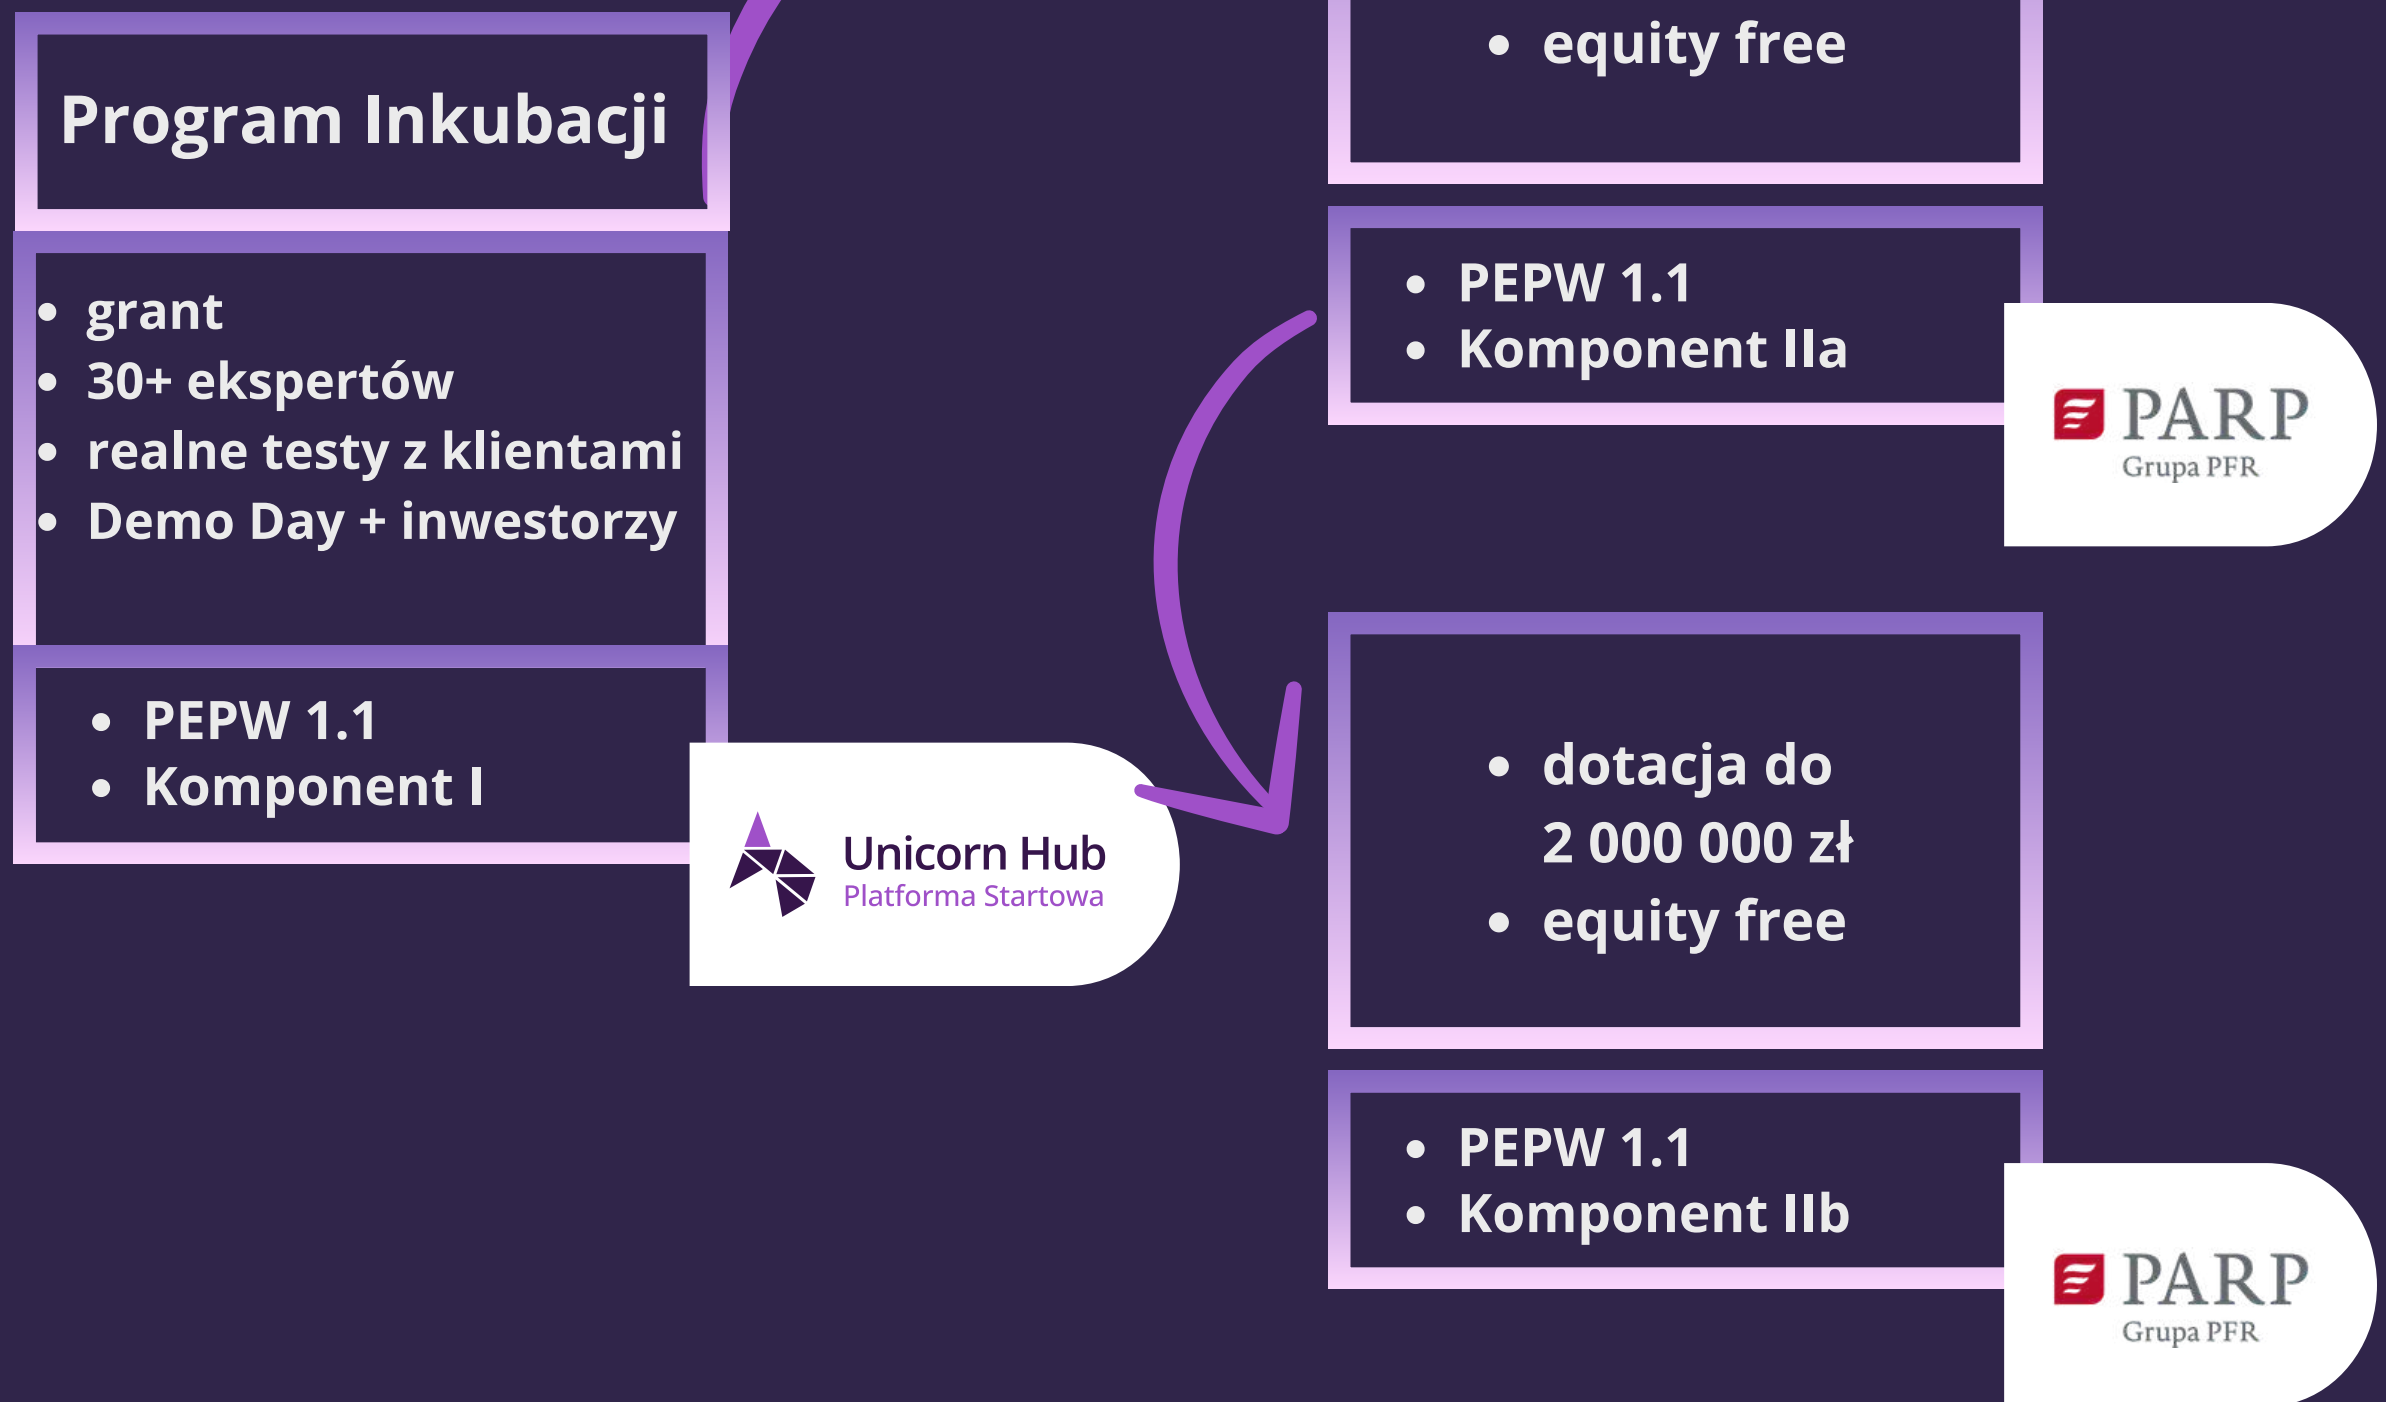 Program Inkubacji
• grant
• 30+ ekspertów
• realne testy z klientami
• Demo Day + inwestorzy
• PEPW 1.1
• Komponent I
Unicorn Hub
Platforma Startowa
• equity free
• PEPW 1.1
• Komponent IIa
PARP
Grupa PFR
• dotacja do
2 000 000 zł
• equity free
• PEPW 1.1
• Komponent IIb
PARP
Grupa PFR